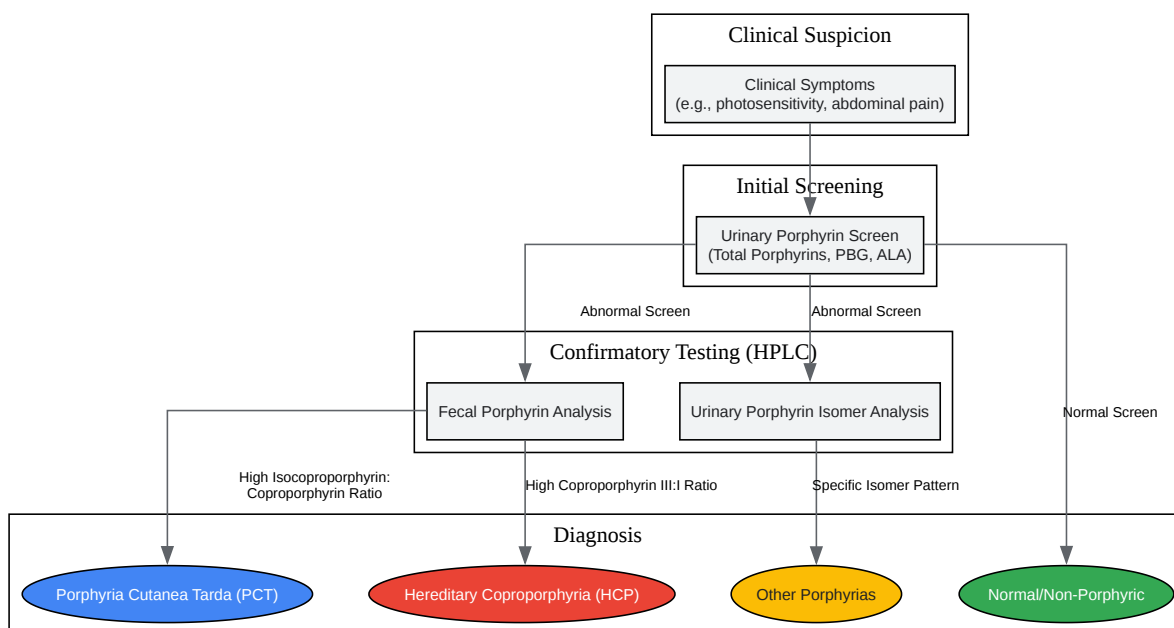 Clinical Suspicion
Clinical Symptoms
(e.g., photosensitivity, abdominal pain)
Initial Screening
Urinary Porphyrin Screen
(Total Porphyrins, PBG, ALA)
Abnormal Screen
Abnormal Screen
Confirmatory Testing (HPLC)
Fecal Porphyrin Analysis
Urinary Porphyrin Isomer Analysis
Normal Screen
High Isocoproporphyrin:
Coproporphyrin Ratio
High Coproporphyrin III:I Ratio
Specific Isomer Pattern
Diagnosis
Porphyria Cutanea Tarda (PCT)
Hereditary Coproporphyria (HCP)
Other Porphyrias
Normal/Non-Porphyric